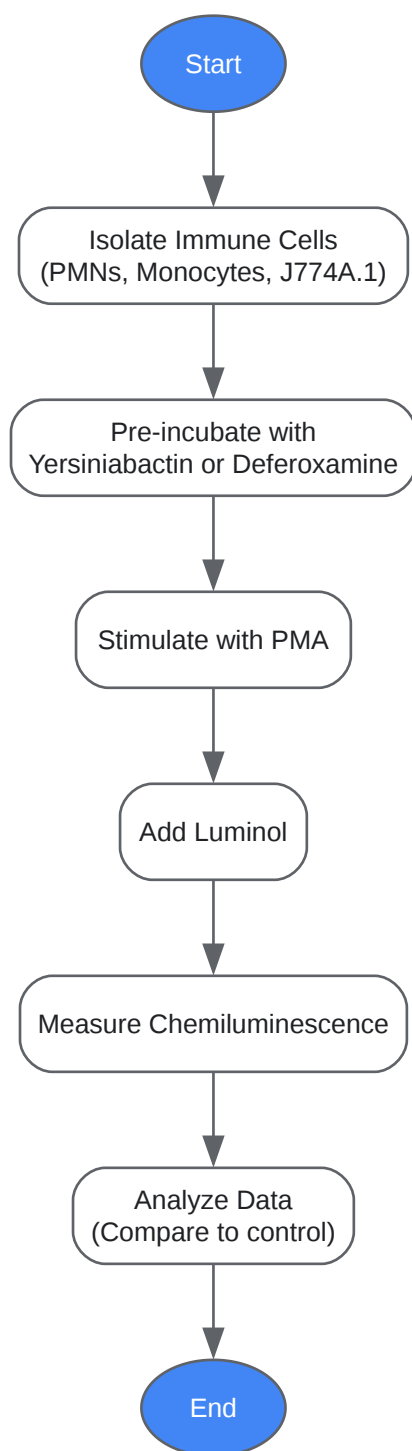 Start
Isolate Immune Cells
(PMNs, Monocytes, J774A.1)
Pre-incubate with
Yersiniabactin or Deferoxamine
Stimulate with PMA
Add Luminol
Measure Chemiluminescence
Analyze Data
(Compare to control)
End